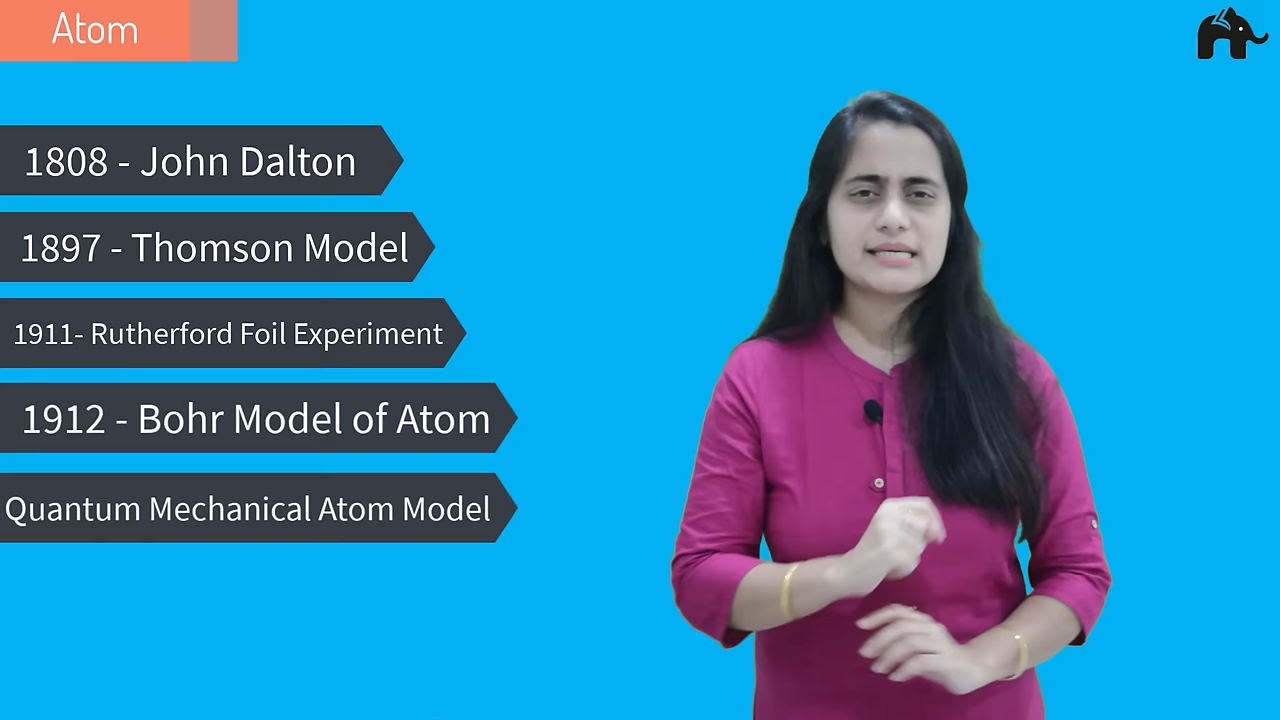 Atom
1808 - John Dalton
1897 - Thomson Model
1911- Rutherford Foil Experiment
1912 - Bohr Model of Atom
Quantum Mechanical Atom Model